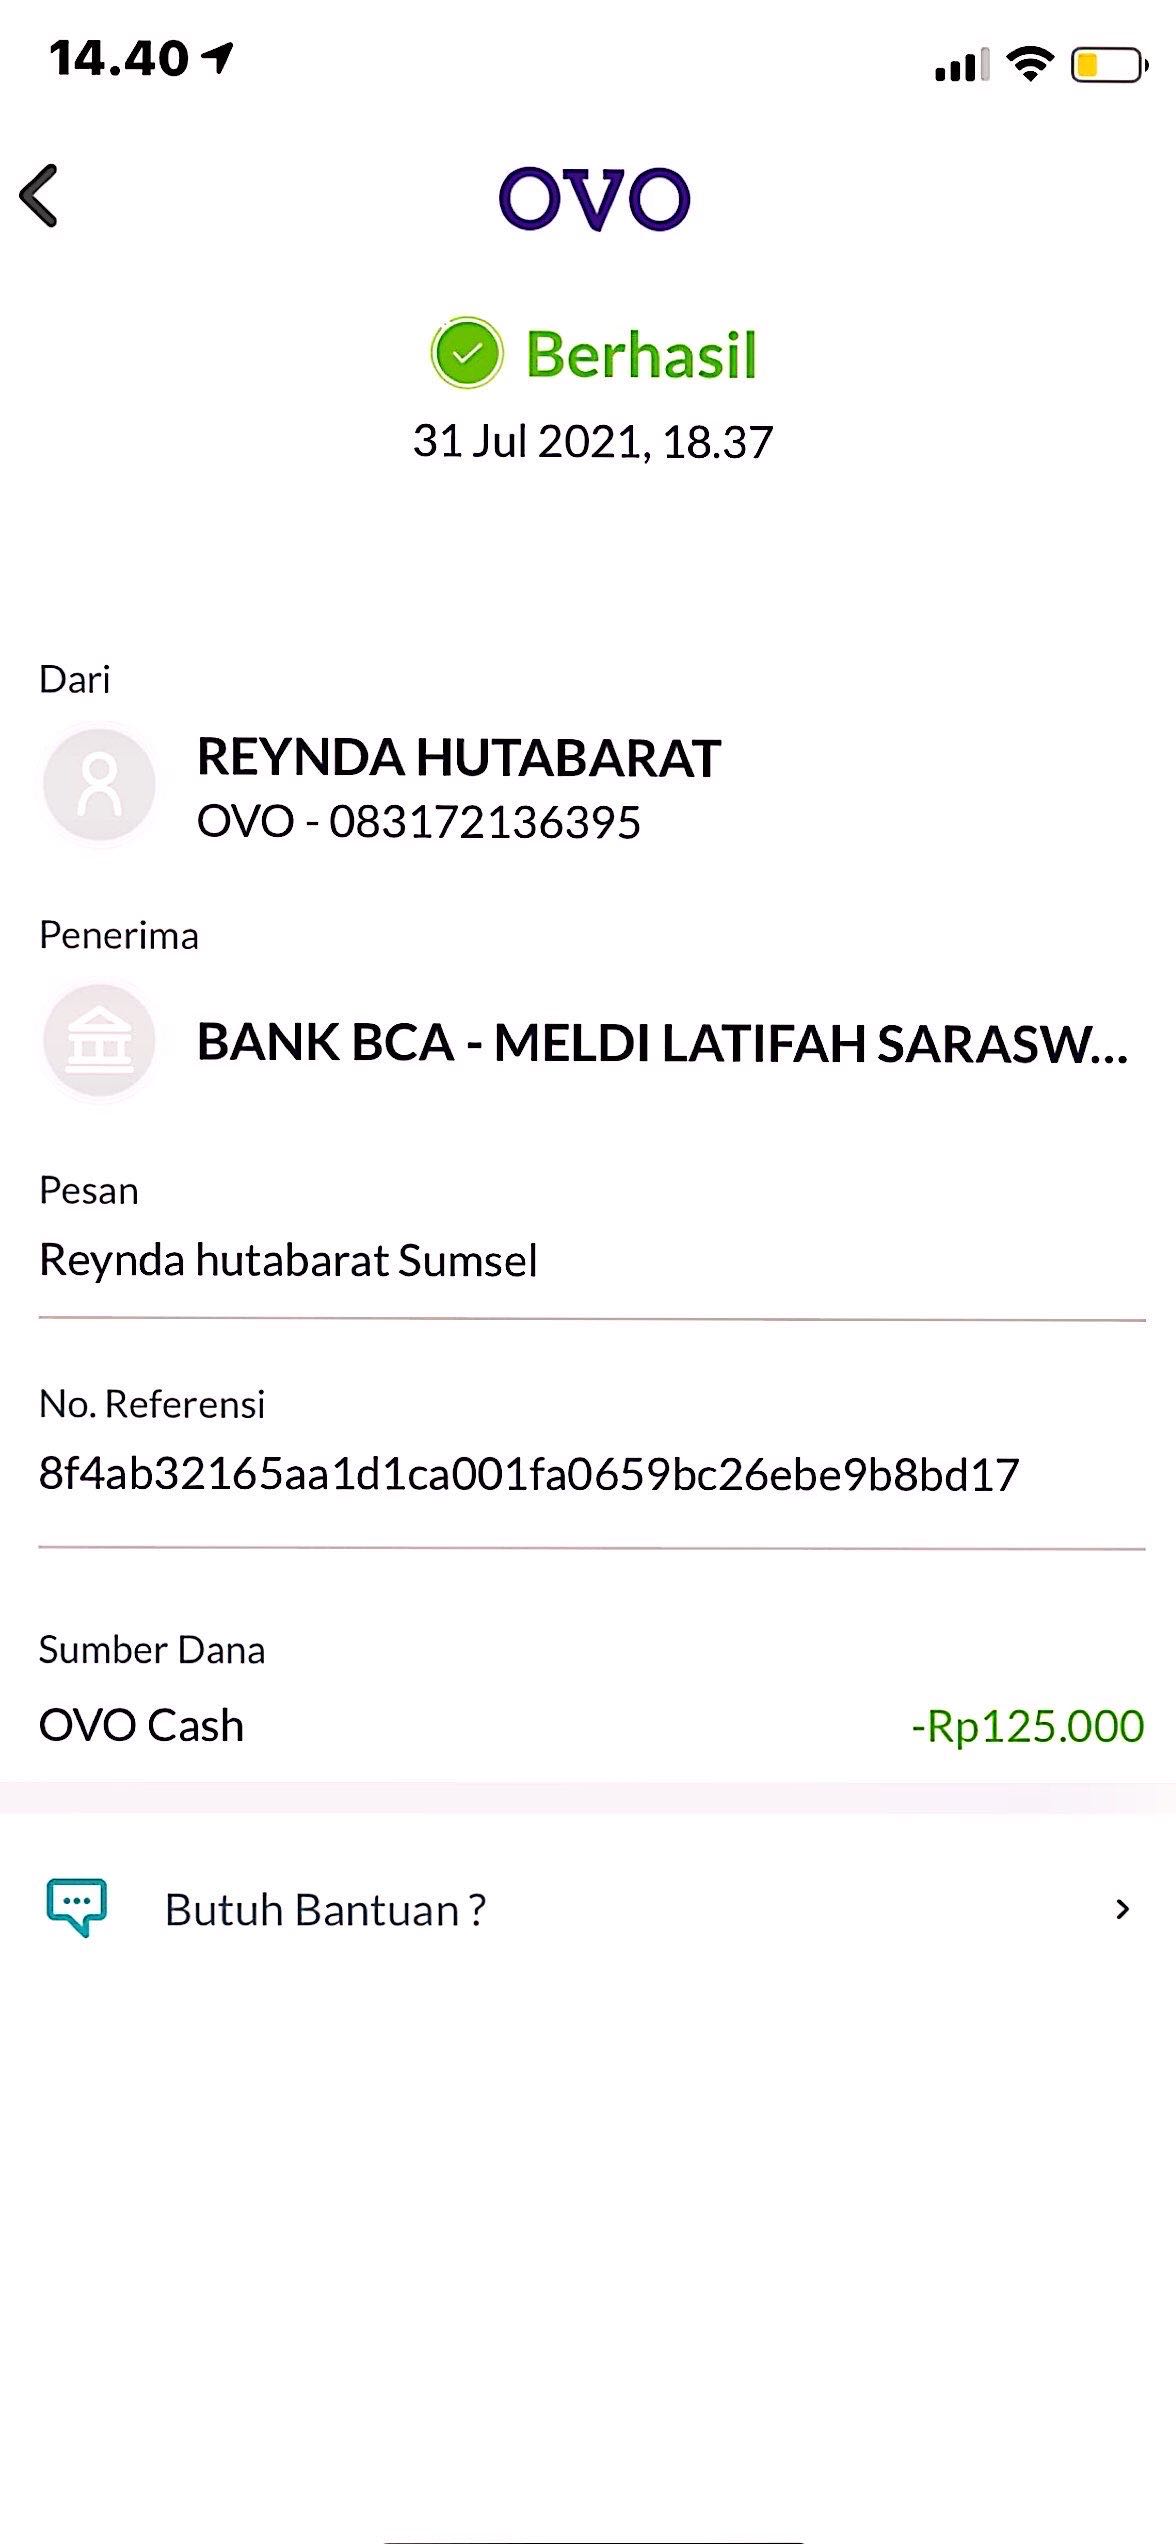 14.40
OVO
Berhasil
31 Jul 2021, 18.37
Dari
REYNDA HUTABARAT
OVO - 083172136395
Penerima
BANK BCA - MELDI LATIFAH SARASW...
Pesan
Reynda hutabarat Sumsel
No. Referensi
8f4ab32165aa1d1ca001fa0659bc26ebe9b8bd17
Sumber Dana
OVO Cash -Rp125.000
Butuh Bantuan ?